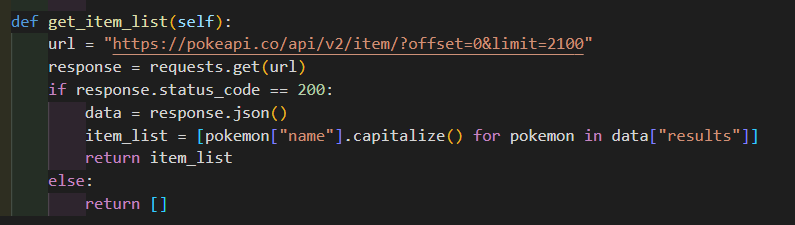 def get_item_list(self):
    url = "https://pokeapi.co/api/v2/item/?offset=0&limit=2100"
    response = requests.get(url)
    if response.status_code == 200:
        data = response.json()
        item_list = [pokemon["name"].capitalize() for pokemon in data["results"]]
        return item_list
    else:
        return []